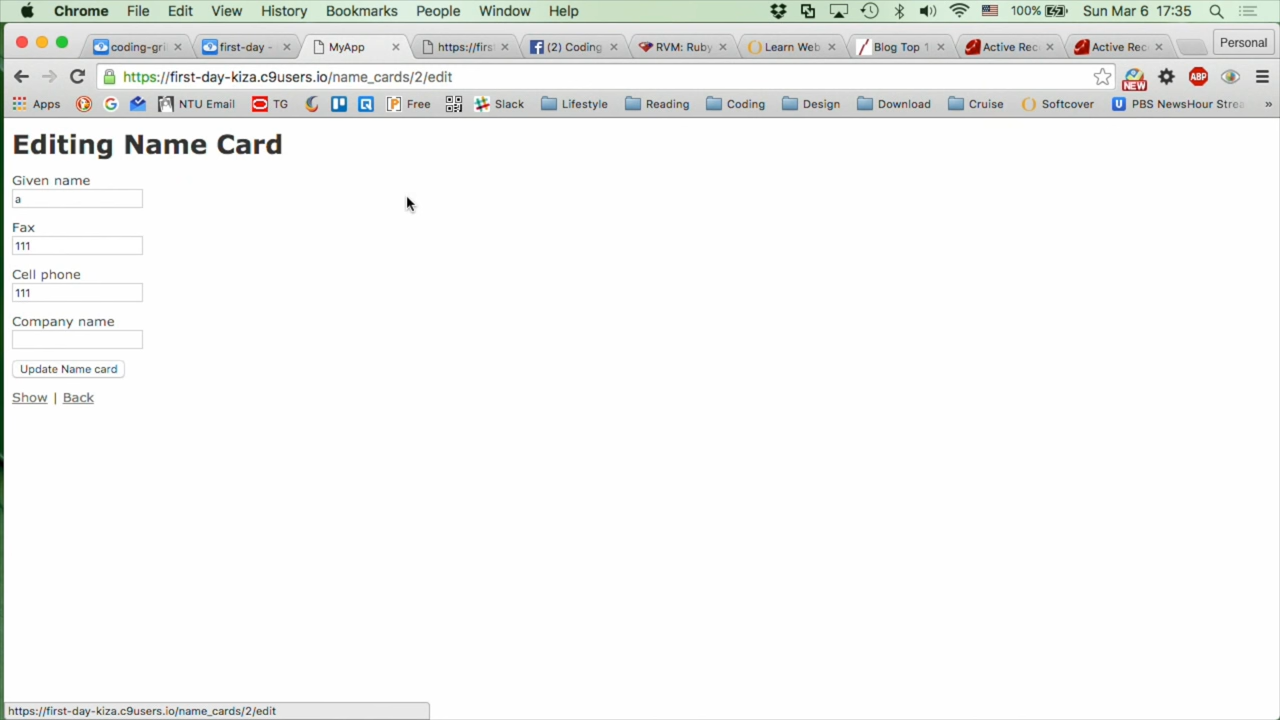 Chrome File Edit View History Bookmarks People Window Help 100% Sun Mar 6 17:35
coding-gri first-day - MyApp https://firs (2) Coding RVM: Ruby Learn Web Blog Top 1 Active Rec Active Rec Personal
https://first-day-kiza.c9users.io/name_cards/2/edit NEW ABP
Apps NTU Email TG Free Slack Lifestyle Reading Coding Design Download Cruise Softcover PBS NewsHour Strea »
Editing Name Card
Given name
a
Fax
111
Cell phone
111
Company name
Update Name card
Show | Back
https://first-day-kiza.c9users.io/name_cards/2/edit